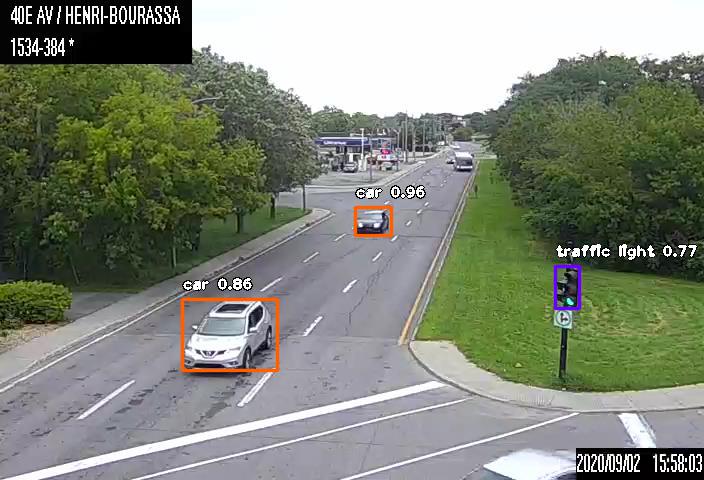 40E AV / HENRI-BOURASSA
1534-384 *
car 0.96
traffic light 0.77
car 0.86
2020/09/02 15:58:03